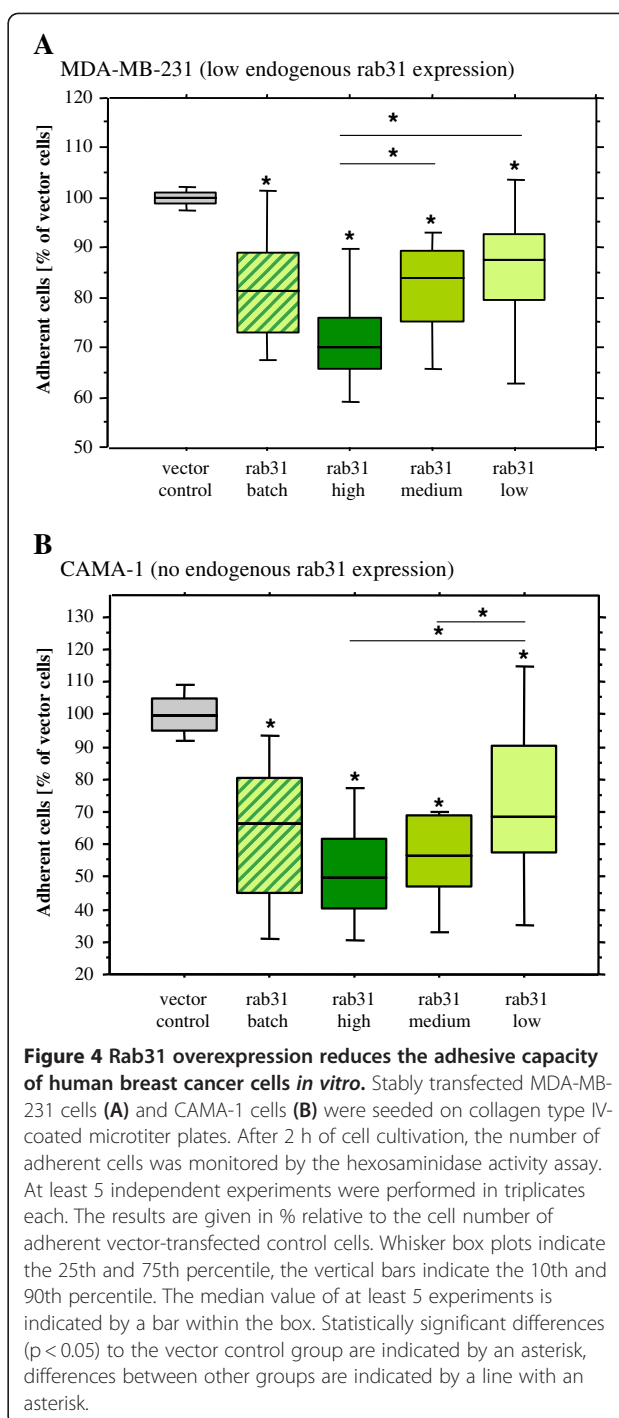 A
MDA-MB-231 (low endogenous rab31 expression)
120
110
100
90
80
70
60
50
Adherent cells [% of vector cells]
*
*
*
*
*
*
vector control
rab31 batch
rab31 high
rab31 medium
rab31 low
B
CAMA-1 (no endogenous rab31 expression)
130
120
110
100
90
80
70
60
50
40
30
20
Adherent cells [% of vector cells]
*
*
*
*
*
*
vector control
rab31 batch
rab31 high
rab31 medium
rab31 low
Figure 4 Rab31 overexpression reduces the adhesive capacity
of human breast cancer cells in vitro. Stably transfected MDA-MB-
231 cells (A) and CAMA-1 cells (B) were seeded on collagen type IV-
coated microtiter plates. After 2 h of cell cultivation, the number of
adherent cells was monitored by the hexosaminidase activity assay.
At least 5 independent experiments were performed in triplicates
each. The results are given in % relative to the cell number of
adherent vector-transfected control cells. Whisker box plots indicate
the 25th and 75th percentile, the vertical bars indicate the 10th and
90th percentile. The median value of at least 5 experiments is
indicated by a bar within the box. Statistically significant differences
(p < 0.05) to the vector control group are indicated by an asterisk,
differences between other groups are indicated by a line with an
asterisk.